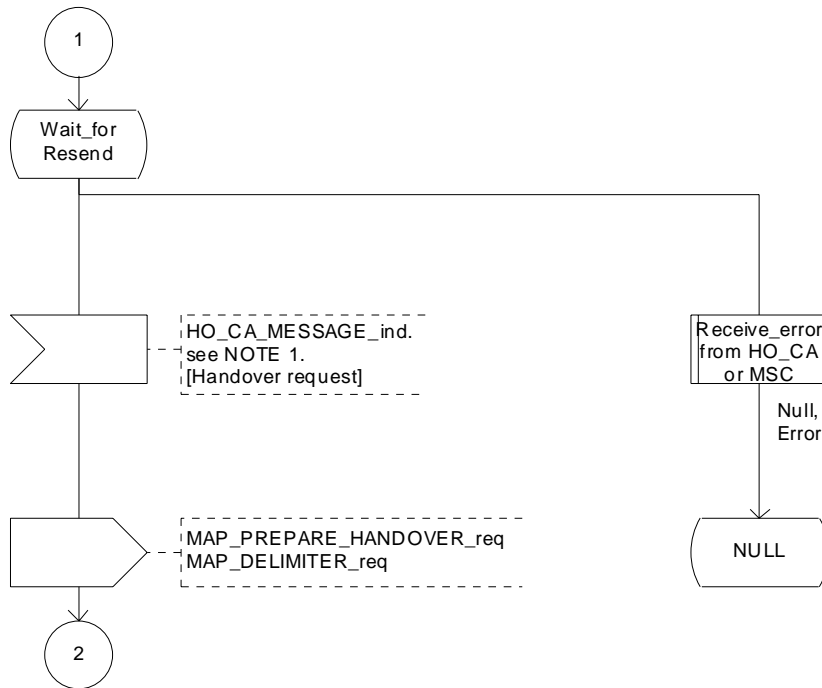 1
Wait_for
Resend
HO_CA_MESSAGE_ind.
see NOTE 1.
[Handover request]
Receive_error
from HO_CA
or MSC
Null,
Error
MAP_PREPARE_HANDOVER_req
MAP_DELIMITER_req
NULL
2